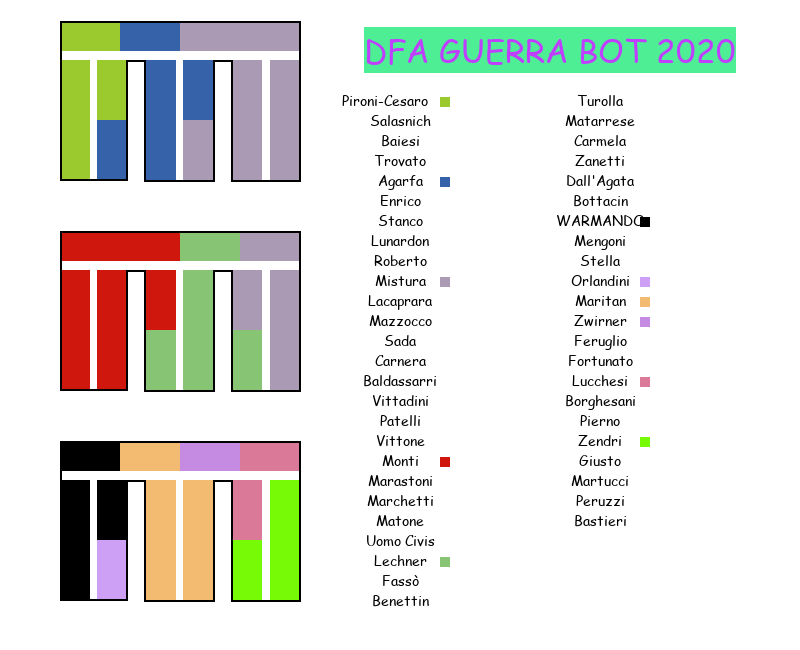 DFA GUERRA BOT 2020
Pironi-Cesaro
Salasnich
Baiesi
Trovato
Agarfa
Enrico
Stanco
Lunardon
Roberto
Mistura
Lacaprara
Mazzocco
Sada
Carnera
Baldassarri
Vittadini
Patelli
Vittone
Monti
Marastoni
Marchetti
Matone
Uomo Civis
Lechner
Fassò
Benettin
Turolla
Matarrese
Carmela
Zanetti
Dall'Agata
Bottacin
WARMANDO
Mengoni
Stella
Orlandini
Maritan
Zwirner
Feruglio
Fortunato
Lucchesi
Borghesani
Pierno
Zendri
Giusto
Martucci
Peruzzi
Bastieri